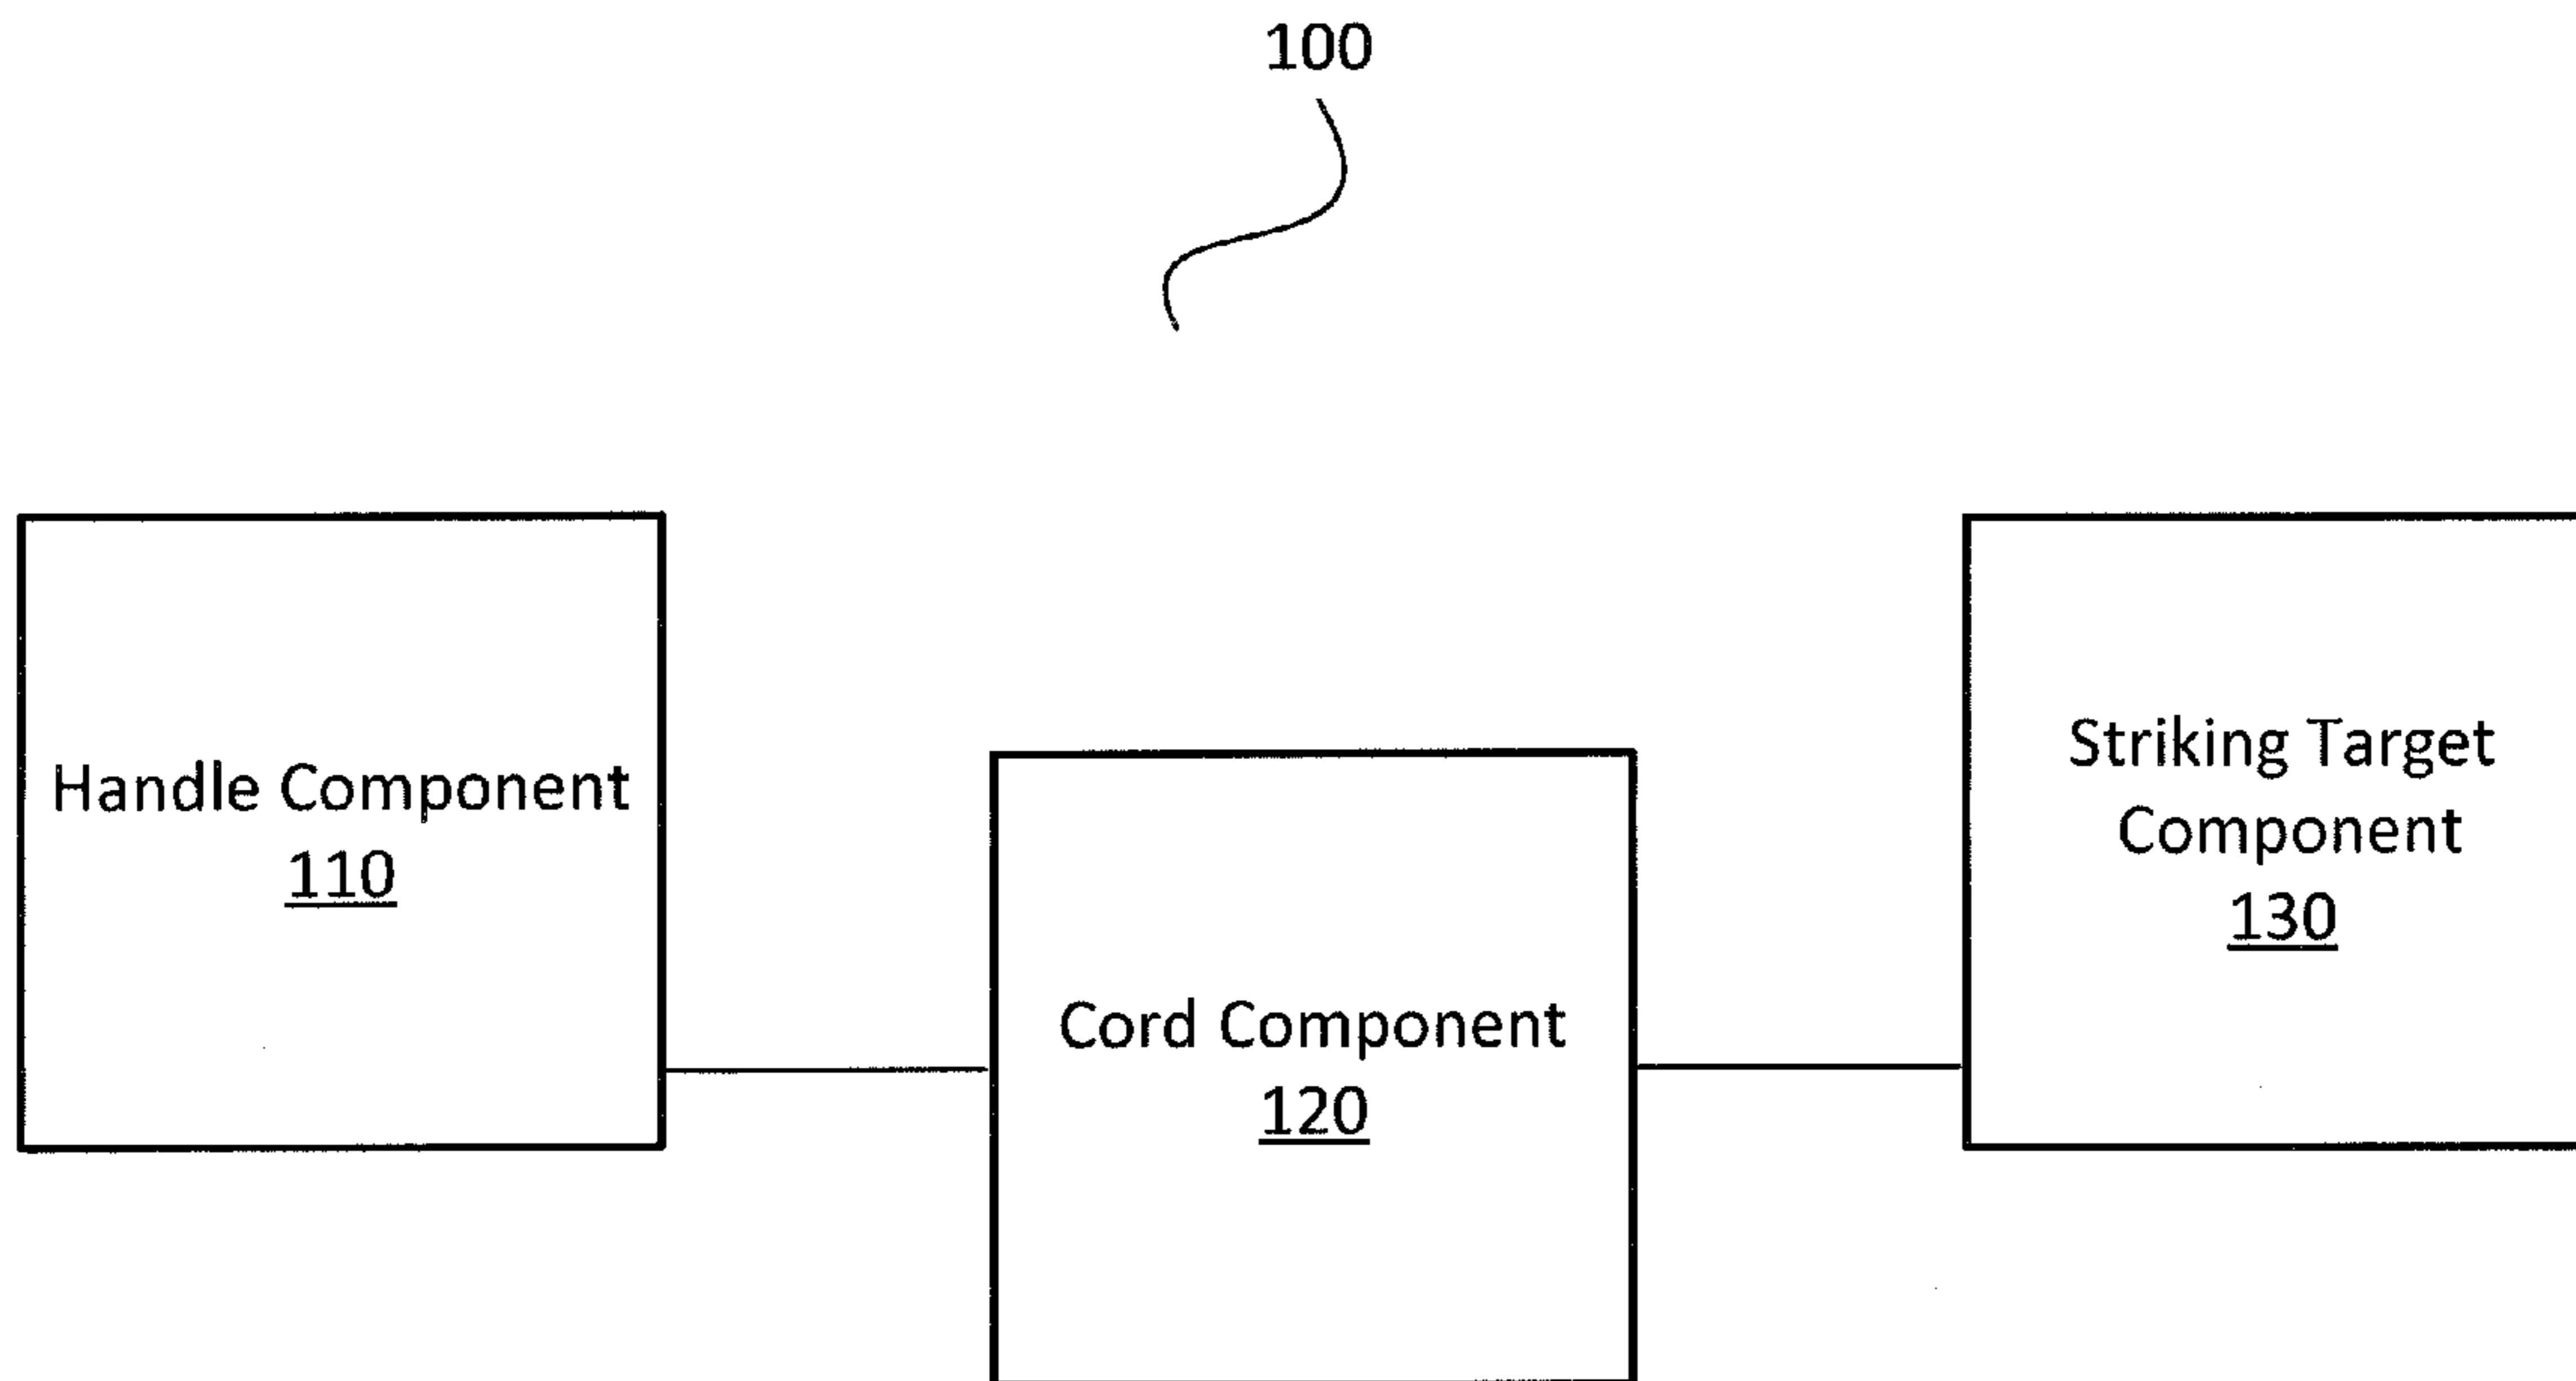 100
Handle Component
110
Cord Component
120
Striking Target
Component
130